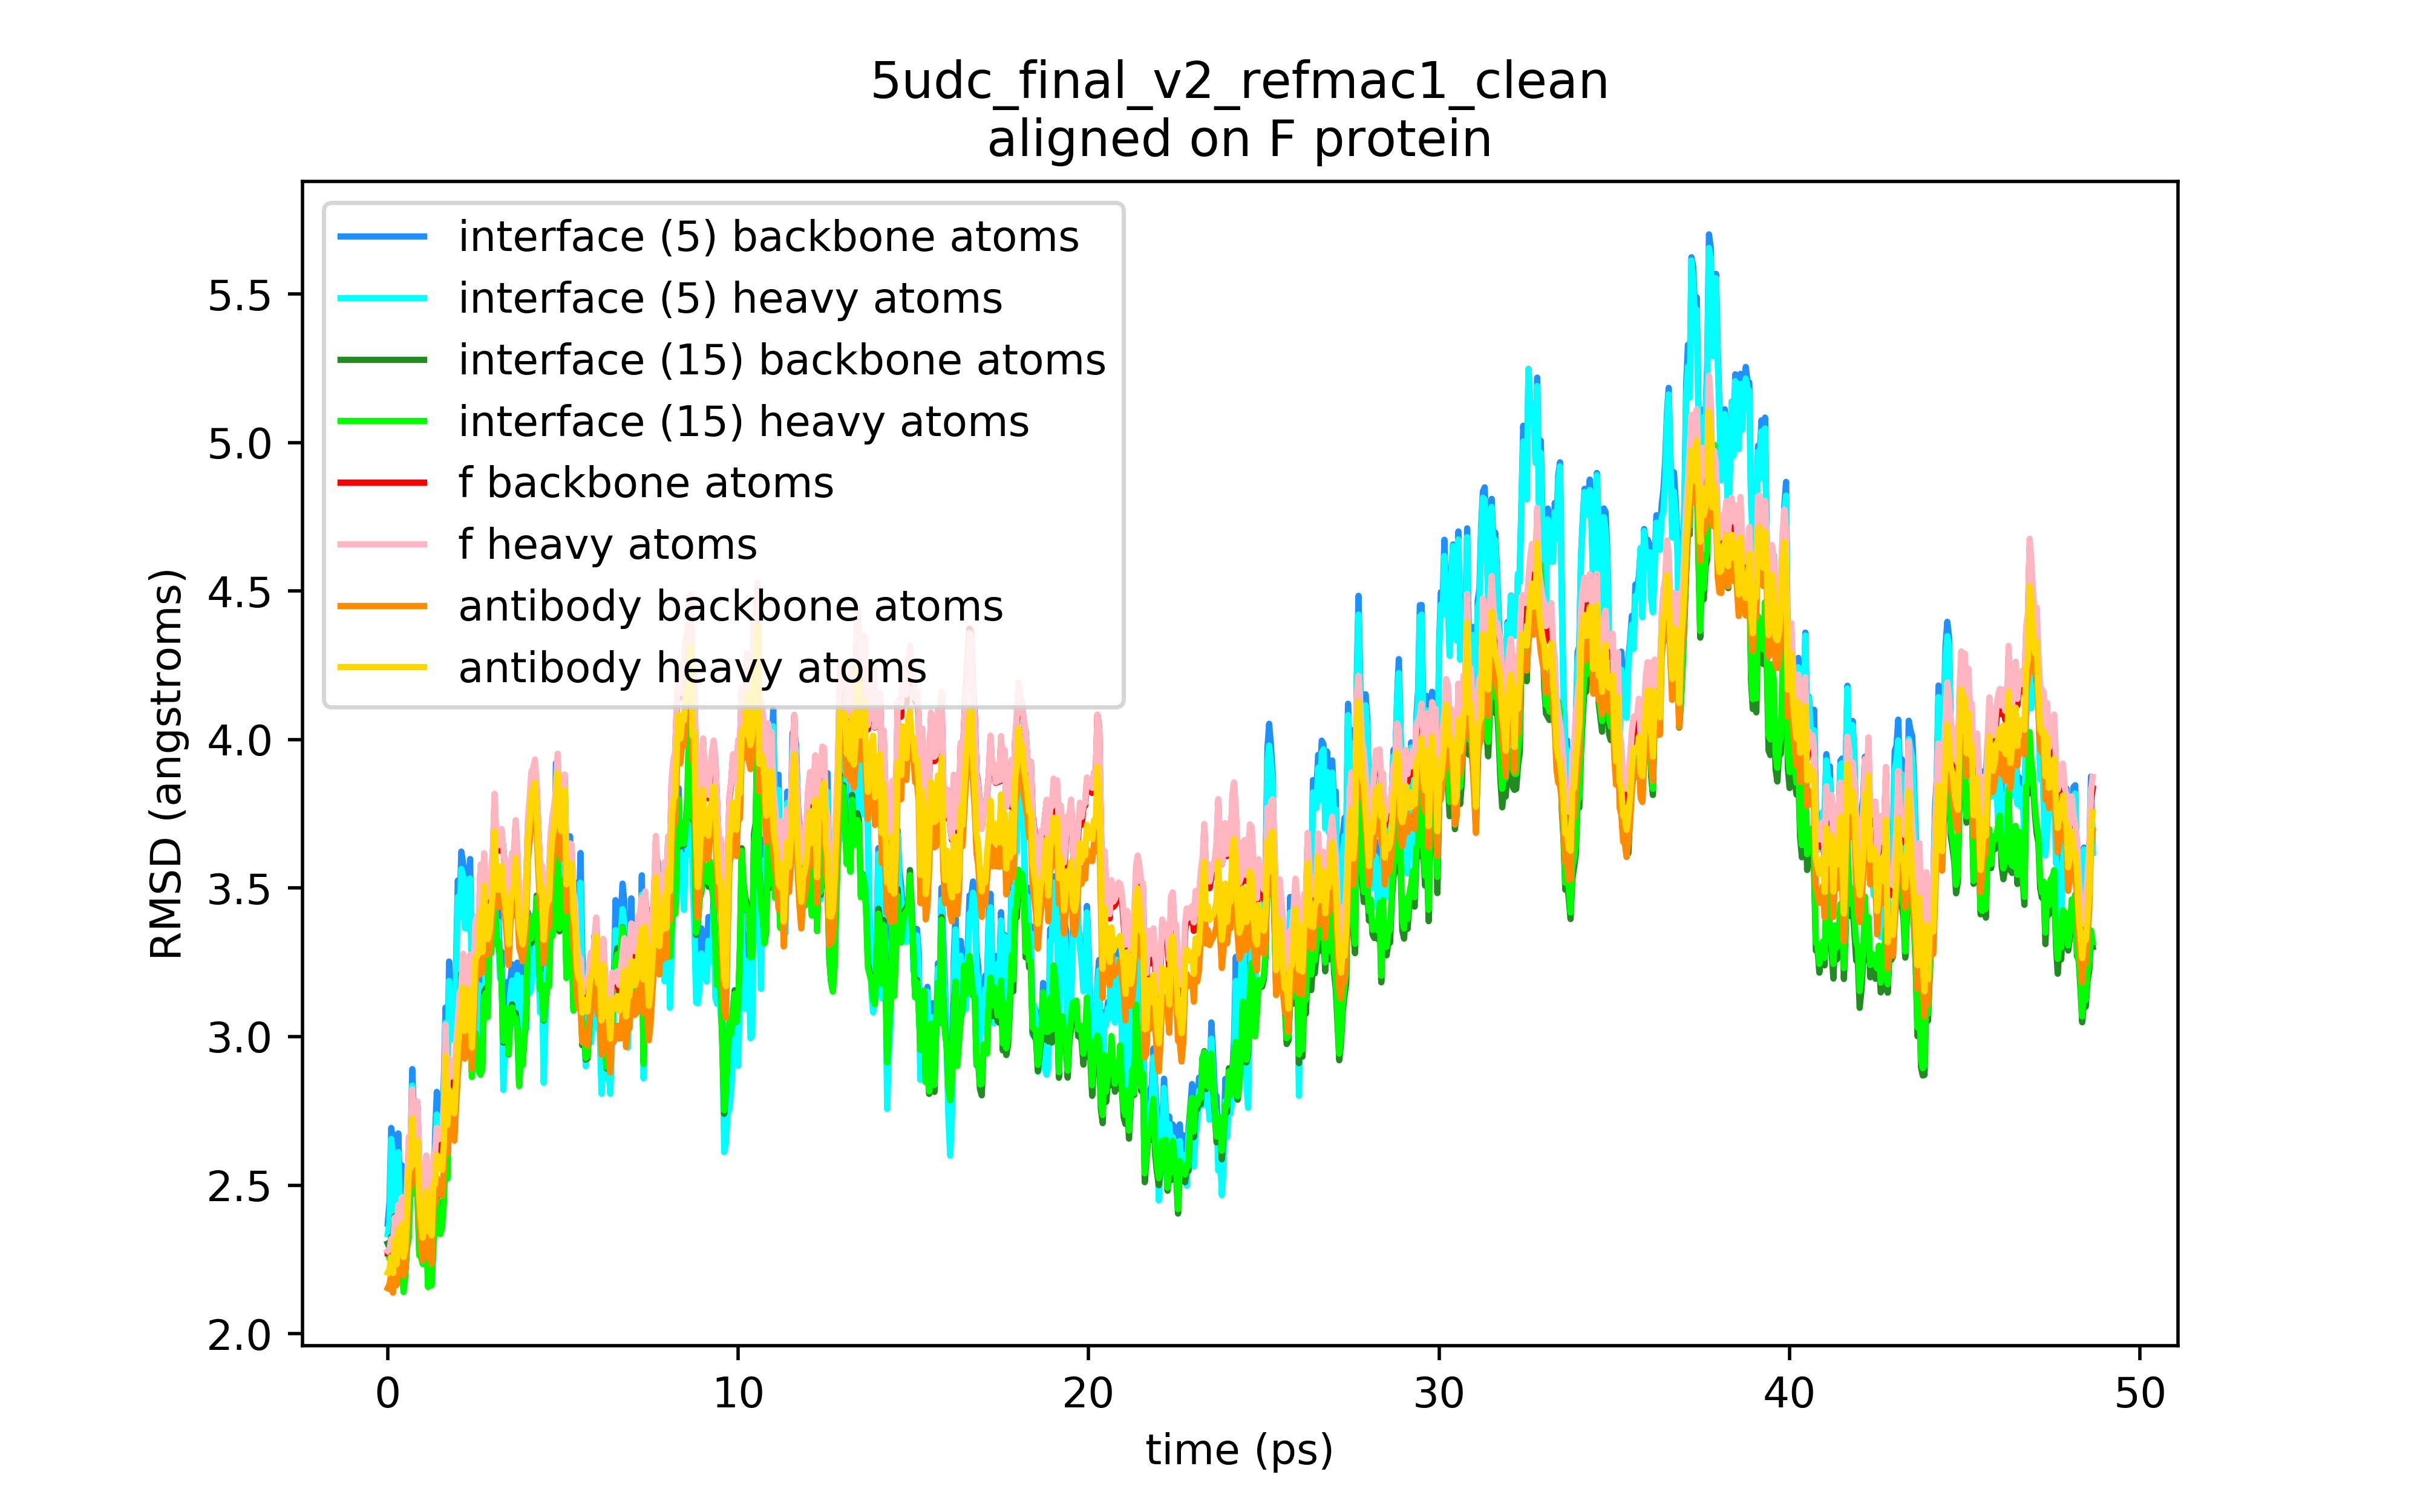 5udc_final_v2_refmac1_clean
aligned on F protein
interface (5) backbone atoms
interface (5) heavy atoms
interface (15) backbone atoms
interface (15) heavy atoms
f backbone atoms
f heavy atoms
antibody backbone atoms
antibody heavy atoms
RMSD (angstroms)
5.5
5.0
4.5
4.0
3.5
3.0
2.5
2.0
0 10 20 30 40 50
time (ps)